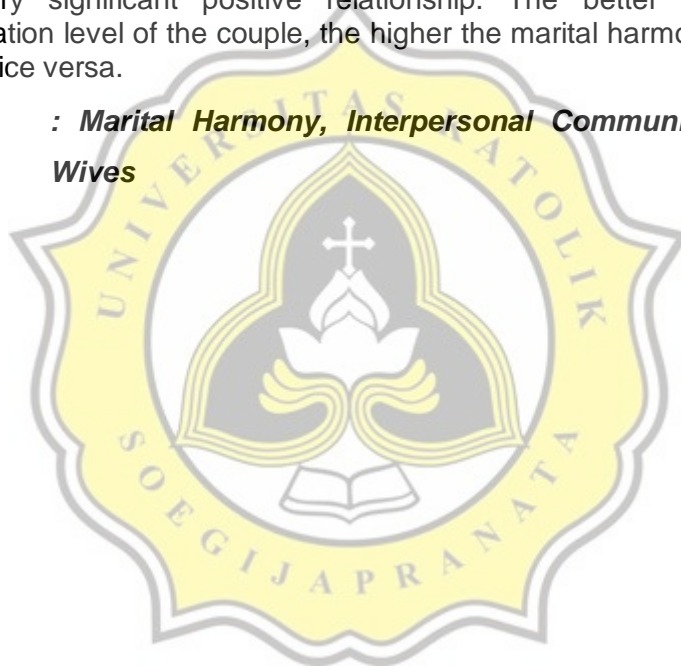 ry significant positive relationship. The better
ation level of the couple, the higher the marital harmo
ice versa.
: Marital Harmony, Interpersonal Commun
Wives
UNIVERSITAS KATOLIK
SOEGIJAPRANATA